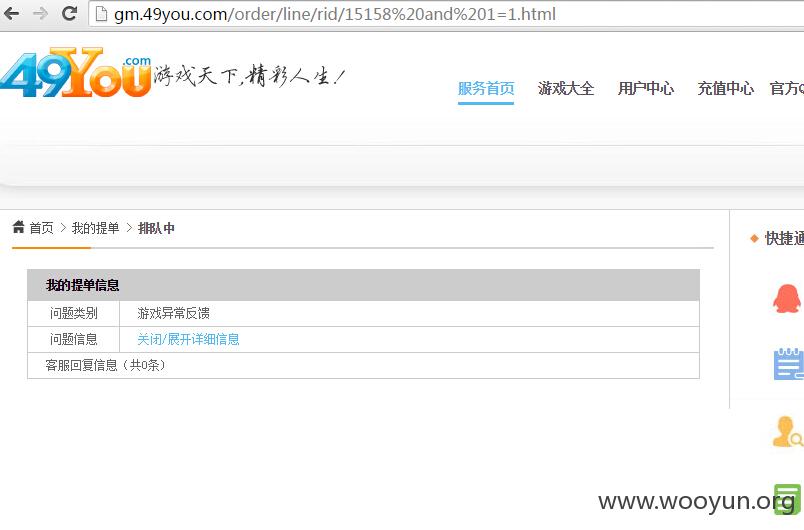 gm.49you.com/order/line/rid/15158%20and%201=1.html
49You.com 游戏天下,精彩人生!
服务首页 游戏大全 用户中心 充值中心 官方Q
首页 > 我的提单 > 排队中
快捷通
我的提单信息
问题类别 游戏异常反馈
问题信息 关闭/展开详细信息
客服回复信息（共0条）
www.wooyun.org